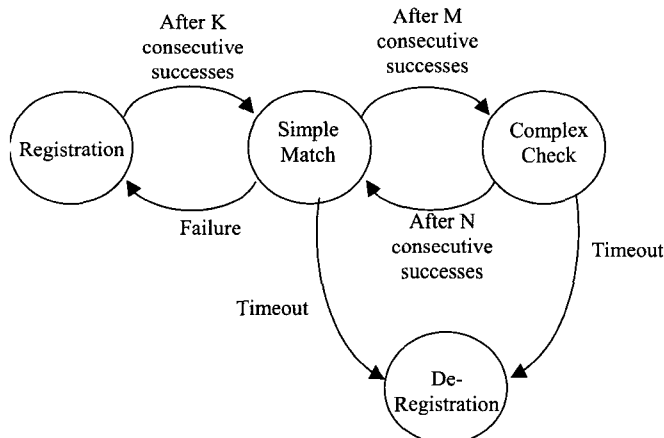 After K
consecutive
successes
After M
consecutive
successes
Registration
Simple
Match
Complex
Check
Failure
After N
consecutive
successes
Timeout
Timeout
De-
Registration